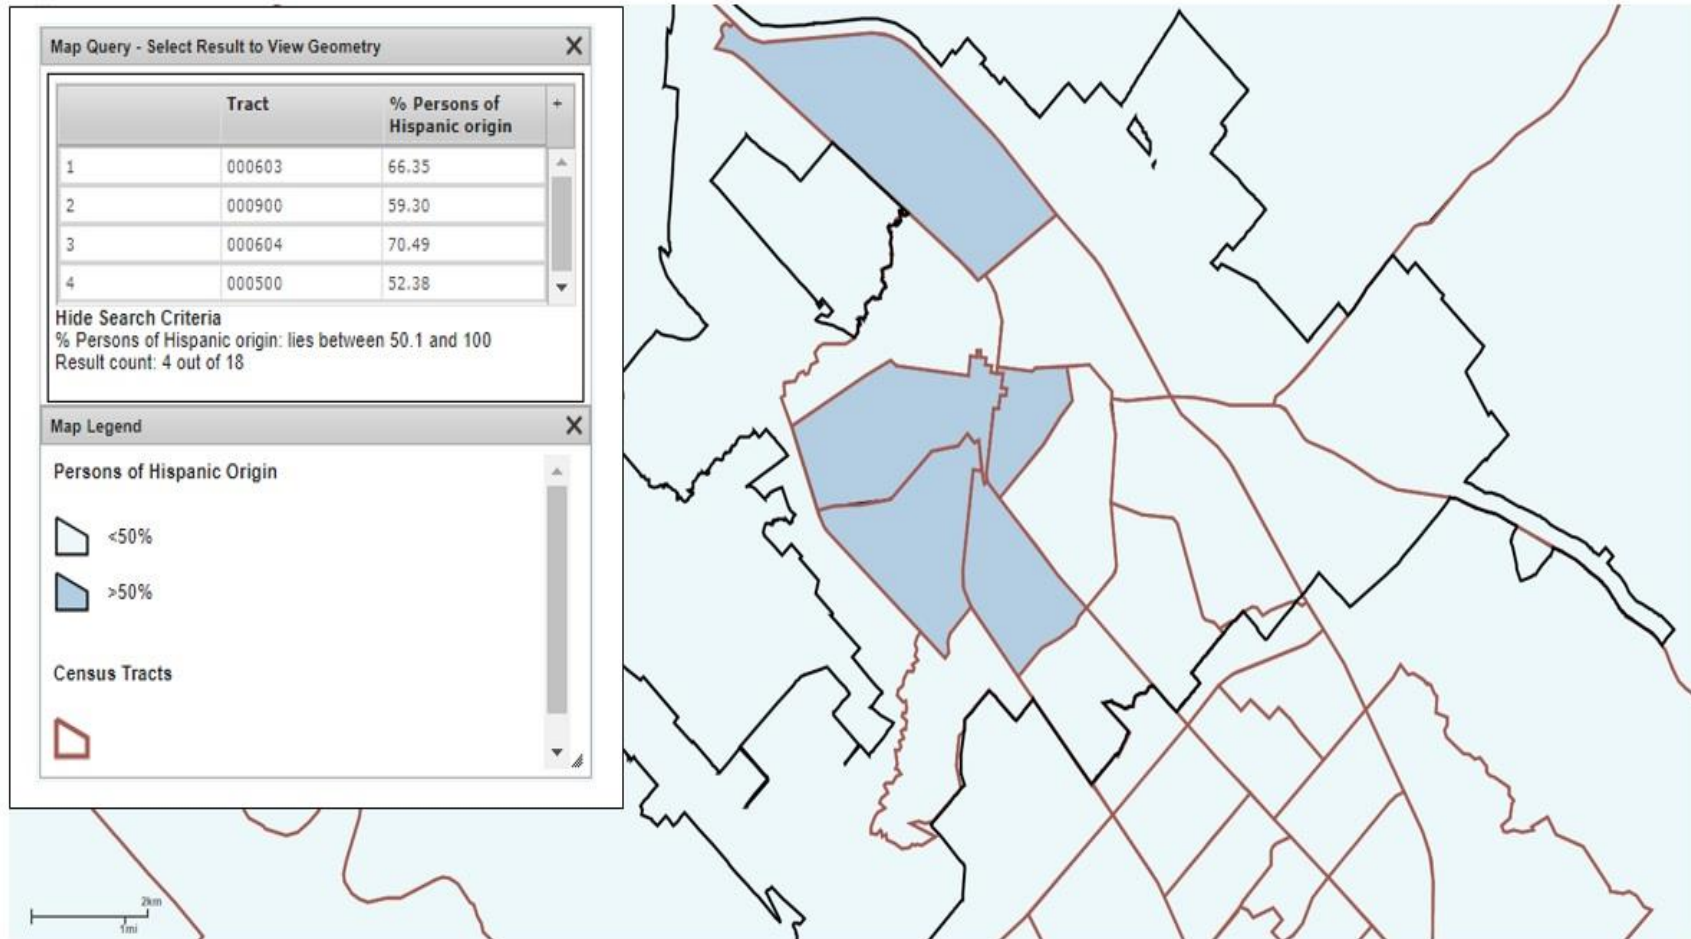 Map Query - Select Result to View Geometry X
Tract % Persons of Hispanic origin +
1 000603 66.35
2 000900 59.30
3 000604 70.49
4 000500 52.38
Hide Search Criteria
% Persons of Hispanic origin: lies between 50.1 and 100
Result count: 4 out of 18
Map Legend X
Persons of Hispanic Origin
<50%
>50%
Census Tracts
2km
1mi